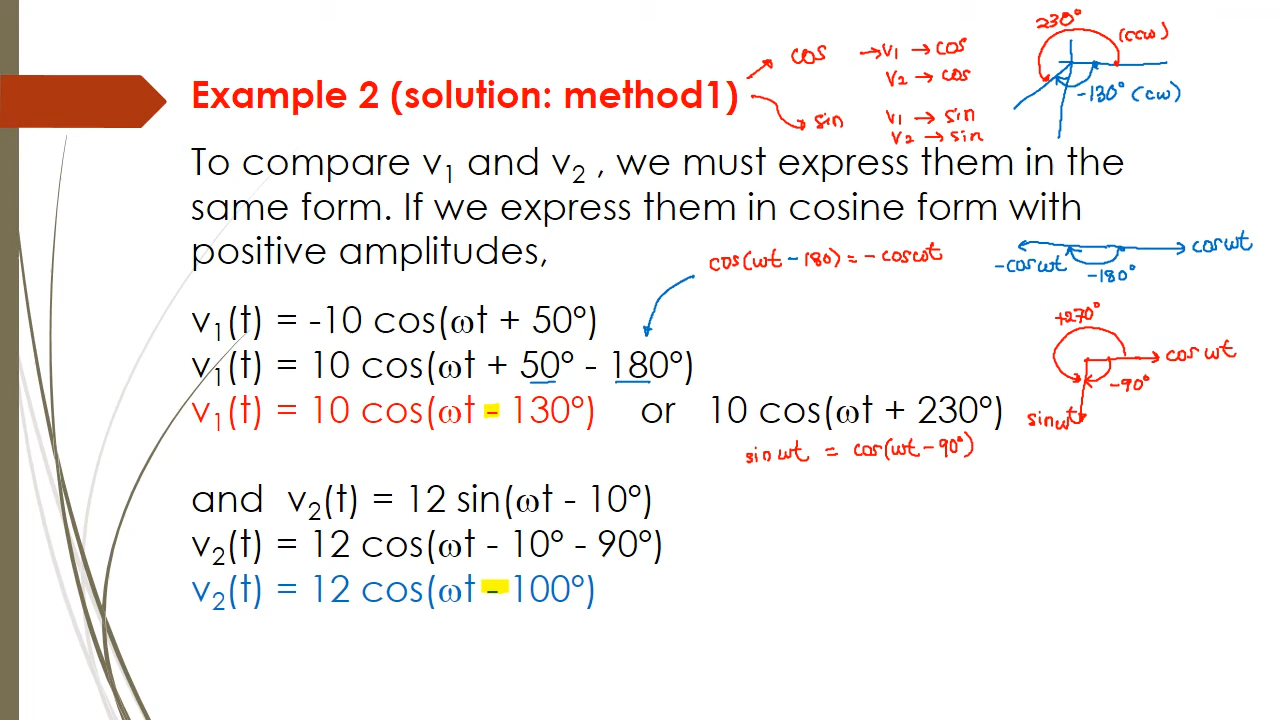 230°
(ccw)
cos → v₁ → cos
v₂ → cos
-130° (cw)
Example 2 (solution: method1)
sin v₁ → sin
v₂ → sin
To compare v₁ and v₂ , we must express them in the
same form. If we express them in cosine form with
positive amplitudes,
cos(ωt - 180) = - cosωt
cosωt
-cosωt
-180°
v₁(t) = -10 cos(ωt + 50°)
+270°
v₁(t) = 10 cos(ωt + 50° - 180°)
cosωt
-90°
v₁(t) = 10 cos(ωt - 130°) or 10 cos(ωt + 230°)
sinωt
sin ωt = cos(ωt - 90°)
and v₂(t) = 12 sin(ωt - 10°)
v₂(t) = 12 cos(ωt - 10° - 90°)
v₂(t) = 12 cos(ωt - 100°)